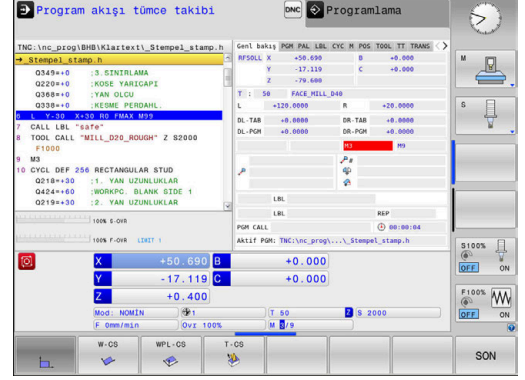 Program akışı tümce takibi
DNC
Programlama
TNC:\nc_prog\BHB\Klartext\_Stempel_stamp.h
→_Stempel_stamp.h
Q349=+0 ;3.SINIRLAMA
Q220=+0 ;KOSE YARICAPI
Q368=+0 ;YAN OLCU
Q338=+0 ;KESME PERDAHL.
6 L Y-30 X+30 R0 FMAX M99
7 CALL LBL "safe"
8 TOOL CALL "MILL_D20_ROUGH" Z S2000
F1000
9 M3
10 CYCL DEF 256 RECTANGULAR STUD
Q218=+30 ;1. YAN UZUNLUKLAR
Q424=+60 ;WORKPC. BLANK SIDE 1
Q219=+30 ;2. YAN UZUNLUKLAR
100% S-OVR
100% F-OVR LIMIT 1
Genl bakış PGM PAL LBL CYC M POS TOOL TT TRANS
RFSOLL X +50.690 B +0.000
Y -17.119 C +0.000
Z -79.600
T : 50 FACE_MILL_D40
L +120.0000 R +20.0000
DL-TAB +0.0000 DR-TAB +0.0000
DL-PGM +0.0000 DR-PGM +0.0000
M3 M9
LBL
LBL REP
PGM CALL 00:00:04
Aktif PGM: TNC:\nc_prog\...\_Stempel_stamp.h
X +50.690 B +0.000
Y -17.119 C +0.000
Z +0.400
Mod: NOMİN 1 T 50 Z S 2000
F 0mm/min Ovr 100% M 3/9
W-CS
WPL-CS
T-CS
SON
M
S
S100%
OFF ON
F100%
OFF ON